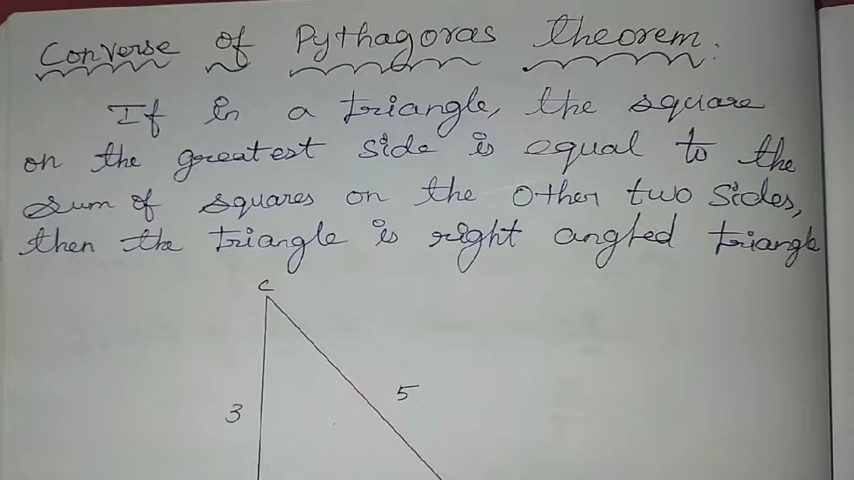 Converse of Pythagoras theorem.
If in a triangle, the square
on the greatest side is equal to the
sum of squares on the other two sides,
then the triangle is right angled triangle
C
3
5